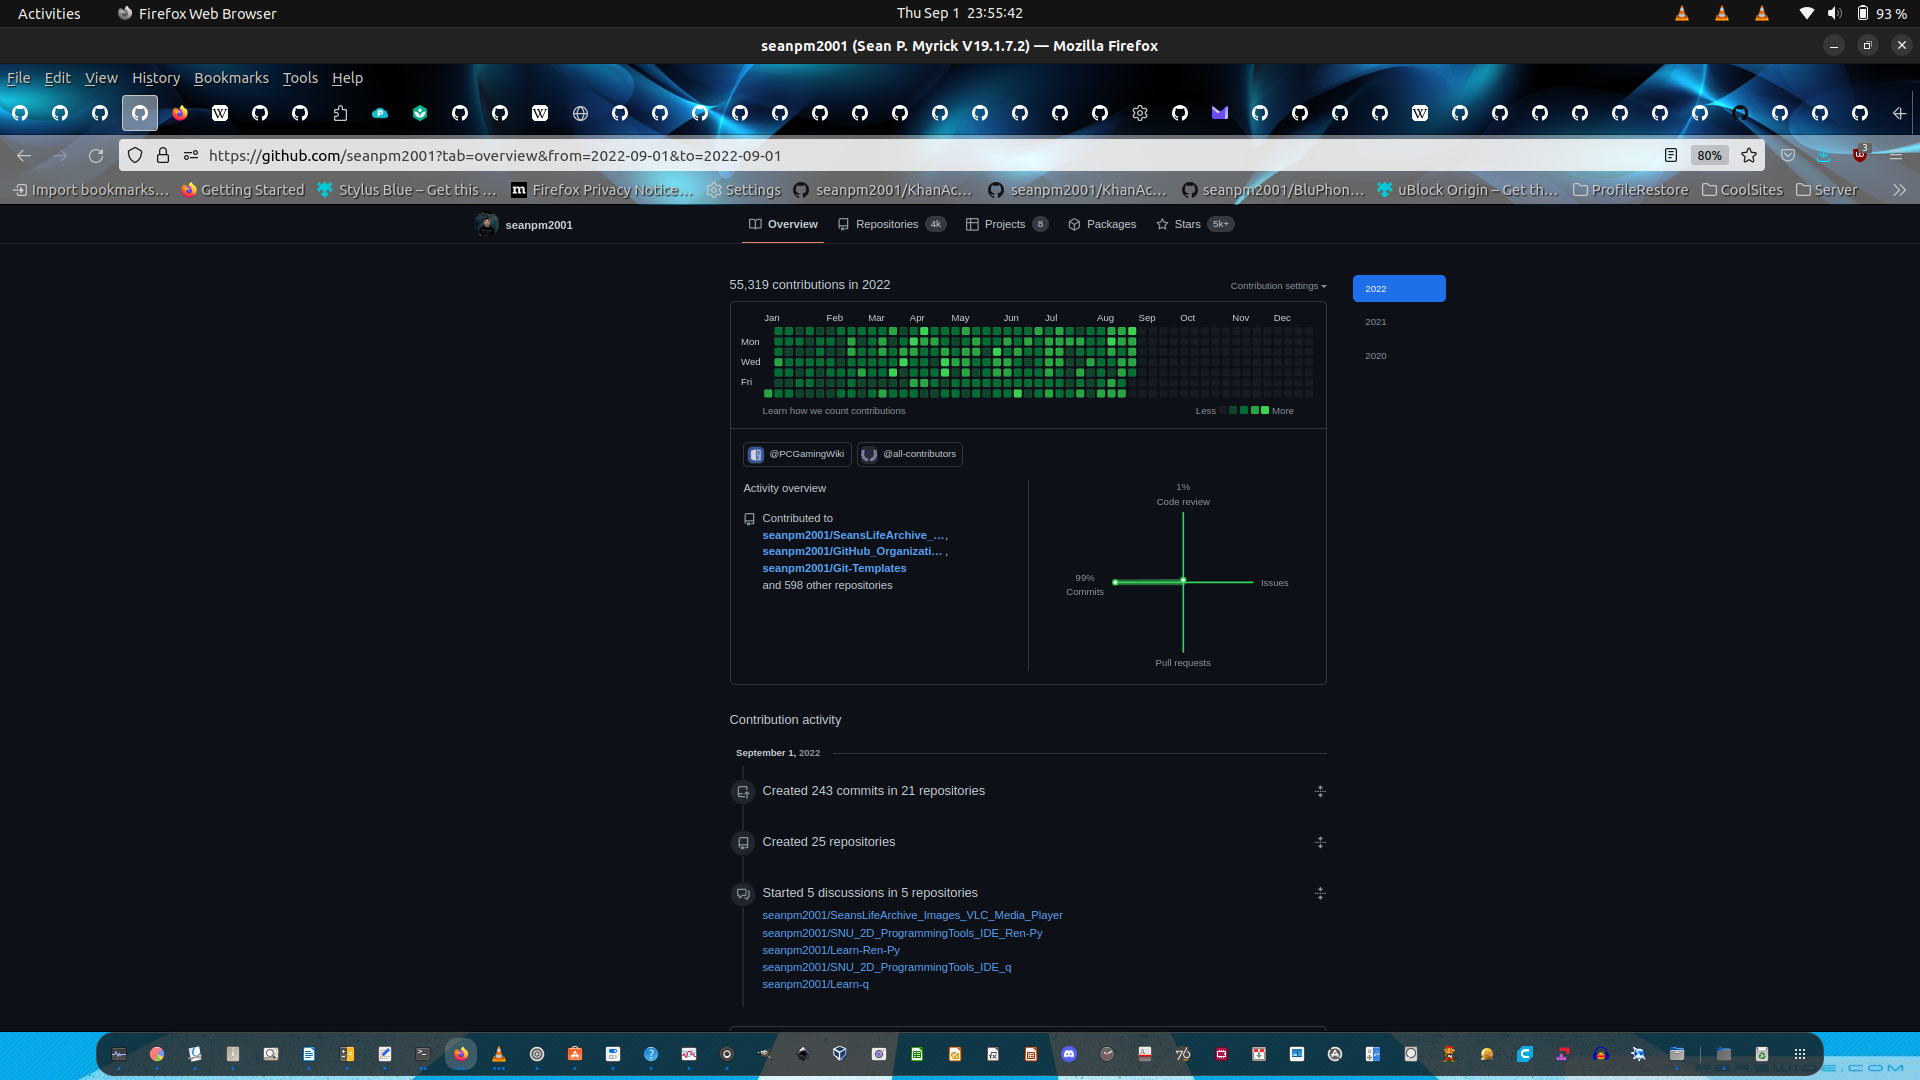 Activities
Firefox Web Browser
Thu Sep 1 23:55:42
93 %
seanpm2001 (Sean P. Myrick V19.1.7.2) — Mozilla Firefox
File Edit View History Bookmarks Tools Help
https://github.com/seanpm2001?tab=overview&from=2022-09-01&to=2022-09-01
80%
3
Import bookmarks…
Getting Started
Stylus Blue – Get this …
Firefox Privacy Notice…
Settings
seanpm2001/KhanAc…
seanpm2001/KhanAc…
seanpm2001/BluPhon…
uBlock Origin – Get th…
ProfileRestore
CoolSites
Server
seanpm2001
Overview
Repositories 4k
Projects 8
Packages
Stars 5k+
55,319 contributions in 2022
Contribution settings
2022
2021
2020
Jan Feb Mar Apr May Jun Jul Aug Sep Oct Nov Dec
Mon
Wed
Fri
Learn how we count contributions
Less
More
@PCGamingWiki
@all-contributors
Activity overview
Contributed to
seanpm2001/SeansLifeArchive_…,
seanpm2001/GitHub_Organizati… ,
seanpm2001/Git-Templates
and 598 other repositories
1%
Code review
99%
Commits
Issues
Pull requests
Contribution activity
September 1, 2022
Created 243 commits in 21 repositories
Created 25 repositories
Started 5 discussions in 5 repositories
seanpm2001/SeansLifeArchive_Images_VLC_Media_Player
seanpm2001/SNU_2D_ProgrammingTools_IDE_Ren-Py
seanpm2001/Learn-Ren-Py
seanpm2001/SNU_2D_ProgrammingTools_IDE_q
seanpm2001/Learn-q